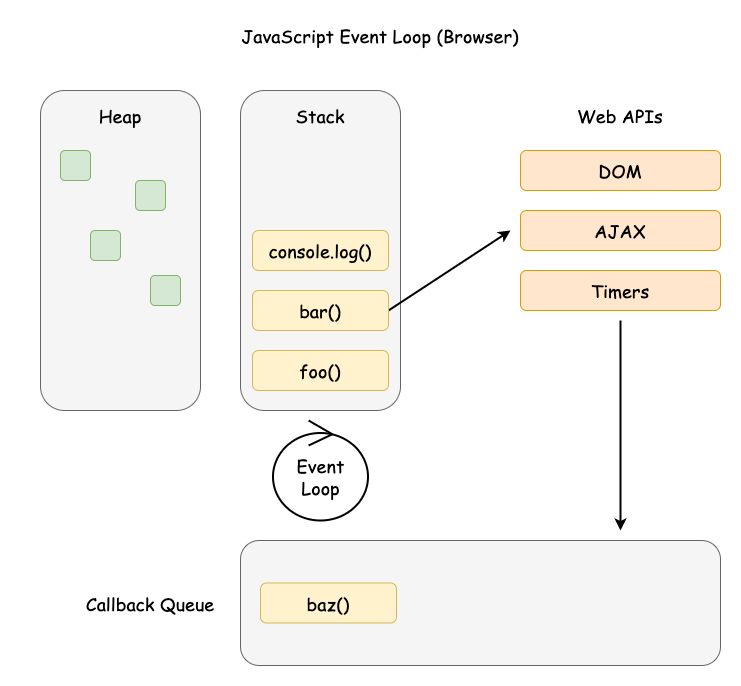 JavaScript Event Loop (Browser)
Heap
Stack
console.log()
bar()
foo()
Web APIs
DOM
AJAX
Timers
Event
Loop
Callback Queue
baz()